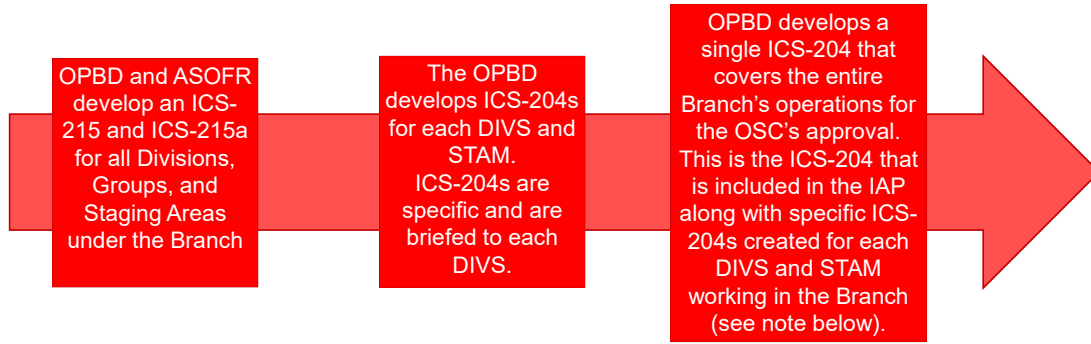 OPBD and ASOFR
develop an ICS-
215 and ICS-215a
for all Divisions,
Groups, and
Staging Areas
under the Branch
The OPBD
develops ICS-204s
for each DIVS and
STAM.
ICS-204s are
specific and are
briefed to each
DIVS.
OPBD develops a
single ICS-204 that
covers the entire
Branch’s operations for
the OSC’s approval.
This is the ICS-204 that
is included in the IAP
along with specific ICS-
204s created for each
DIVS and STAM
working in the Branch
(see note below).